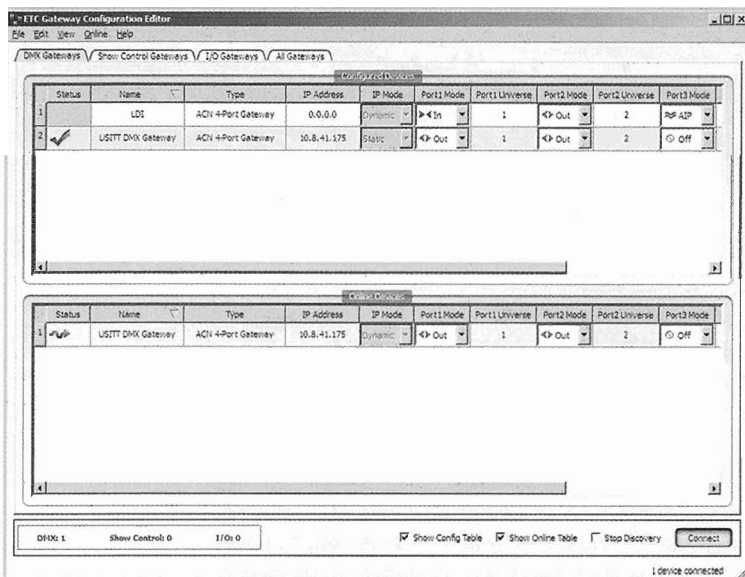 ETC Gateway Configuration Editor
File Edit View Online Help
DMX Gateways Show Control Gateways I/O Gateways All Gateways
Configured Devices
Status Name Type IP Address IP Mode Port1 Mode Port1 Universe Port2 Mode Port2 Universe Port3 Mode
1 LDI ACN 4-Port Gateway 0.0.0.0 Dynamic In 1 Out 2 AIP
2 USITT DMX Gateway ACN 4-Port Gateway 10.8.41.175 Static Out 1 Out 2 Off
Online Devices
Status Name Type IP Address IP Mode Port1 Mode Port1 Universe Port2 Mode Port2 Universe Port3 Mode
1 USITT DMX Gateway ACN 4-Port Gateway 10.8.41.175 Dynamic Out 1 Out 2 Off
DMX: 1 Show Control: 0 I/O: 0 Show Config Table Show Online Table Stop Discovery Connect
1 device connected